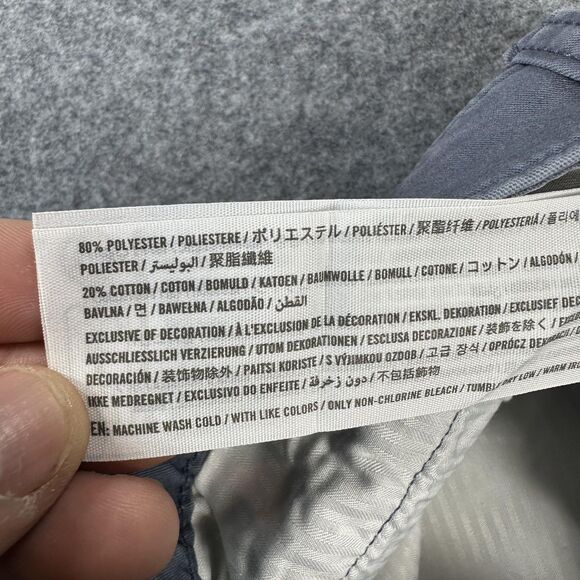 80% POLYESTER / POLIESTERE / ポリエステル / POLIÉSTER / 聚酯纤维 / POLYESTERIÄ / 폴리에
POLIESTER / البوليستر / 聚脂纖維
20% COTTON / COTON / BOMULD / KATOEN / BAUMWOLLE / BOMULL / COTONE / コットン / ALGODÓN /
BAVLNA / 면 / BAWEŁNA / ALGODÃO / القطن
EXCLUSIVE OF DECORATION / À L'EXCLUSION DE LA DÉCORATION / EKSKL. DEKORATION / EXCLUSIEF
AUSSCHLIESSLICH VERZIERUNG / UTOM DEKORATIONEN / ESCLUSA DECORAZIONE / 装飾を除く /
DECORACIÓN / 装饰物除外 / PAITSI KORISTE / S VÝJIMKOU OZDOB / 고급 장식 / OPRÓCZ DEKORACJI /
IKKE MEDREGNET / EXCLUSIVO DO ENFEITE / دون زخرفة / 不包括飾物
EN: MACHINE WASH COLD / WITH LIKE COLORS / ONLY NON-CHLORINE BLEACH / DRY LOW / WARM